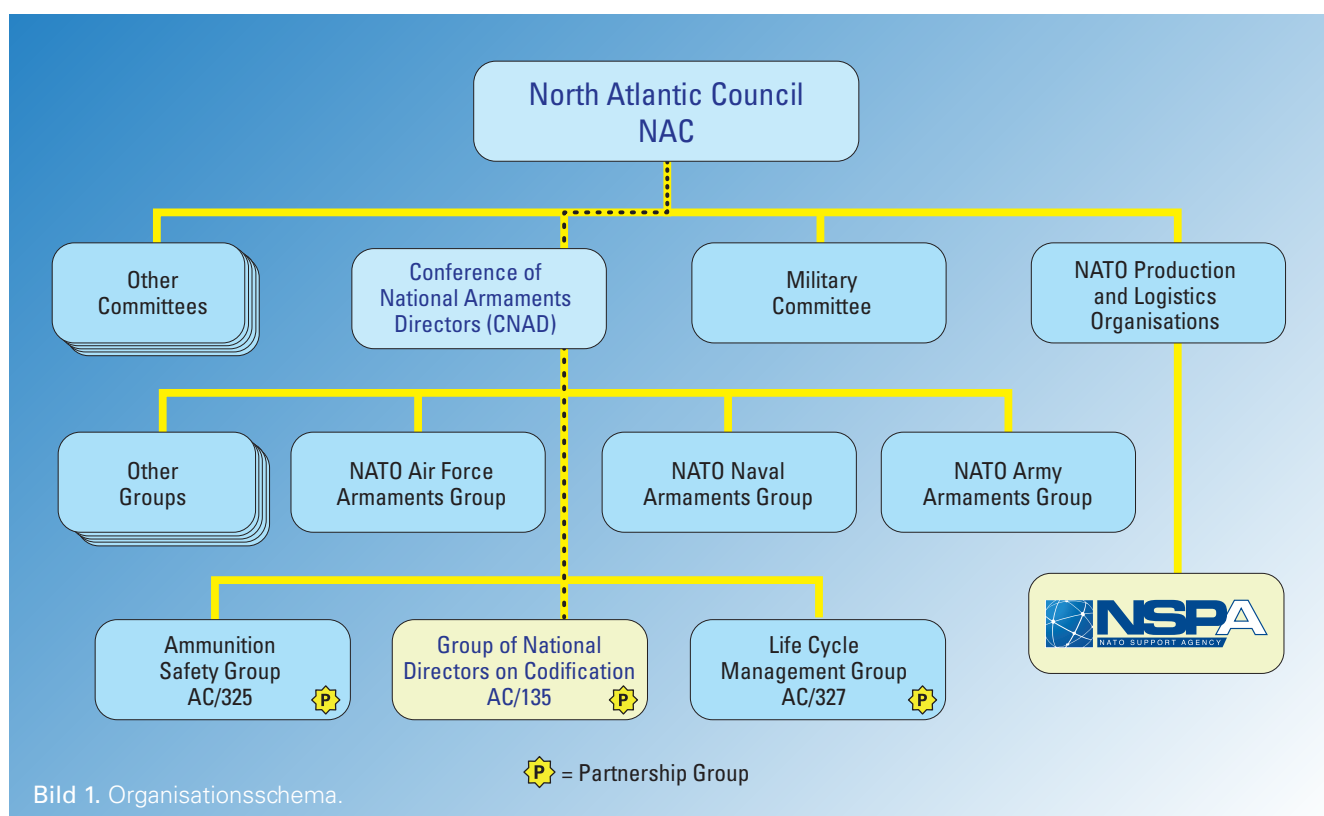 North Atlantic Council
NAC
Other
Committees
Conference of
National Armaments
Directors (CNAD)
Military
Committee
NATO Production
and Logistics
Organisations
Other
Groups
NATO Air Force
Armaments Group
NATO Naval
Armaments Group
NATO Army
Armaments Group
Ammunition
Safety Group
AC/325
P
Group of National
Directors on Codification
AC/135
P
Life Cycle
Management Group
AC/327
P
NSPA
NATO SUPPORT AGENCY
P = Partnership Group
Bild 1. Organisationsschema.